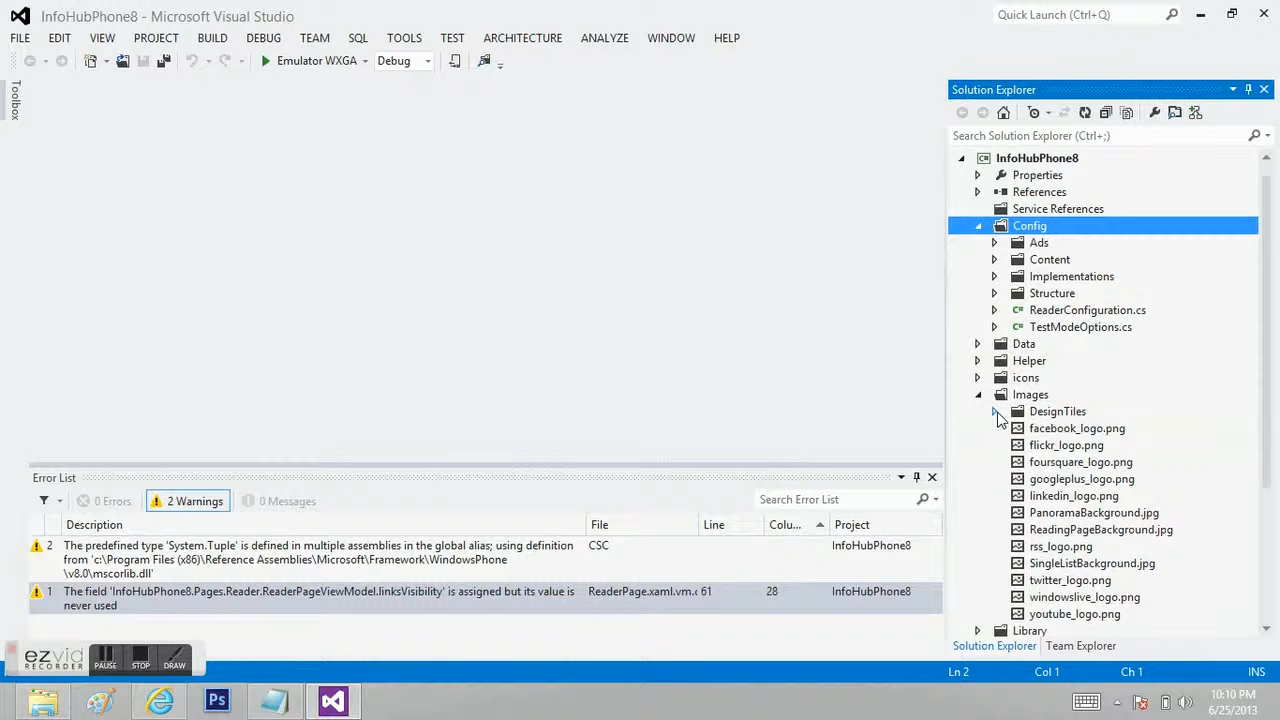 InfoHubPhone8 - Microsoft Visual Studio
Quick Launch (Ctrl+Q)
FILE EDIT VIEW PROJECT BUILD DEBUG TEAM SQL TOOLS TEST ARCHITECTURE ANALYZE WINDOW HELP
Emulator WXGA Debug
Toolbox
Solution Explorer
Search Solution Explorer (Ctrl+;)
InfoHubPhone8
Properties
References
Service References
Config
Ads
Content
Implementations
Structure
C# ReaderConfiguration.cs
C# TestModeOptions.cs
Data
Helper
icons
Images
DesignTiles
facebook_logo.png
flickr_logo.png
foursquare_logo.png
googleplus_logo.png
linkedin_logo.png
PanoramaBackground.jpg
ReadingPageBackground.jpg
rss_logo.png
SingleListBackground.jpg
twitter_logo.png
windowslive_logo.png
youtube_logo.png
Library
Solution Explorer Team Explorer
Error List
0 Errors 2 Warnings 0 Messages Search Error List
Description File Line Colu... Project
2 The predefined type 'System.Tuple' is defined in multiple assemblies in the global alias; using definition CSC InfoHubPhone8
from 'c:\Program Files (x86)\Reference Assemblies\Microsoft\Framework\WindowsPhone
\v8.0\mscorlib.dll'
1 The field 'InfoHubPhone8.Pages.Reader.ReaderPageViewModel.linksVisibility' is assigned but its value is ReaderPage.xaml.vm.c 61 28 InfoHubPhone8
never used
ezvid
RECORDER
PAUSE STOP DRAW
Ln 2 Col 1 Ch 1 INS
Ps
10:10 PM
6/25/2013